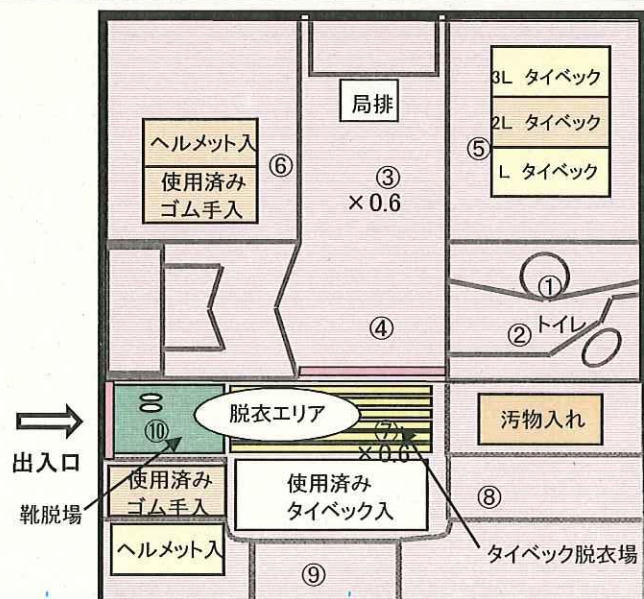 局排
3L タイベック
2L タイベック
L タイベック
⑤
ヘルメット入
使用済み
ゴム手入
⑥
③
×0.6
①
②
トイレ
④
出入口
⑩
脱衣エリア
⑦
×0.6
汚物入れ
靴脱場
使用済み
ゴム手入
使用済み
タイベック入
⑧
ヘルメット入
⑨
タイベック脱衣場